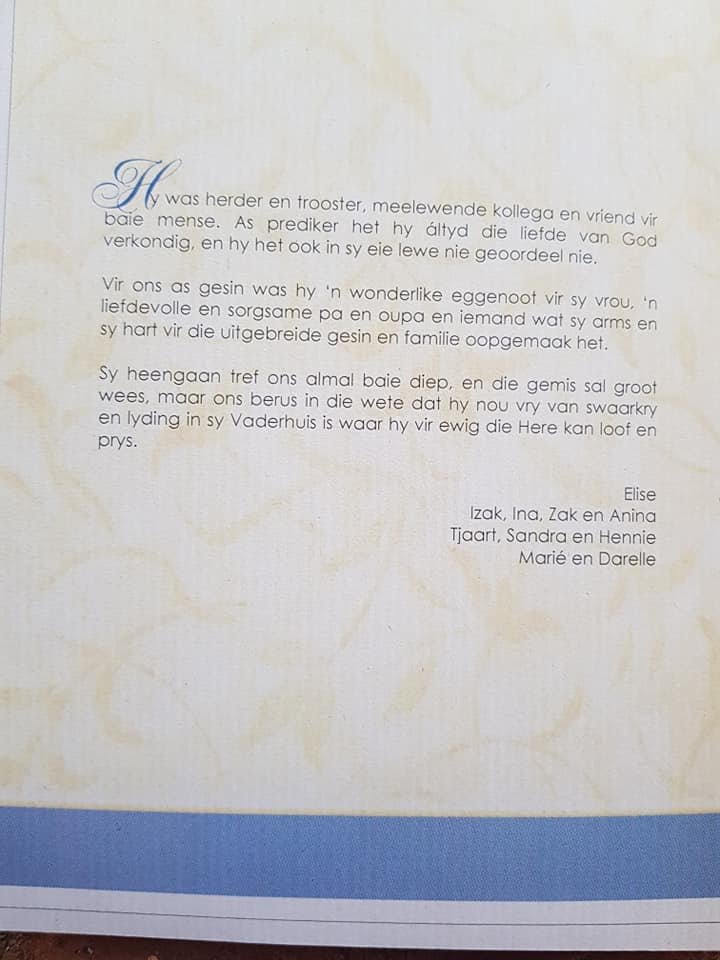 Hy was herder en trooster, meelewende kollega en vriend vir
baie mense. As prediker het hy áltyd die liefde van God
verkondig, en hy het ook in sy eie lewe nie geoordeel nie.
Vir ons as gesin was hy ‘n wonderlike eggenoot vir sy vrou, ‘n
liefdevolle en sorgsame pa en oupa en iemand wat sy arms en
sy hart vir die uitgebreide gesin en familie oopgemaak het.
Sy heengaan tref ons almal baie diep, en die gemis sal groot
wees, maar ons berus in die wete dat hy nou vry van swaarkry
en lyding in sy Vaderhuis is waar hy vir ewig die Here kan loof en
prys.
Elise
Izak, Ina, Zak en Anina
Tjaart, Sandra en Hennie
Marié en Darelle